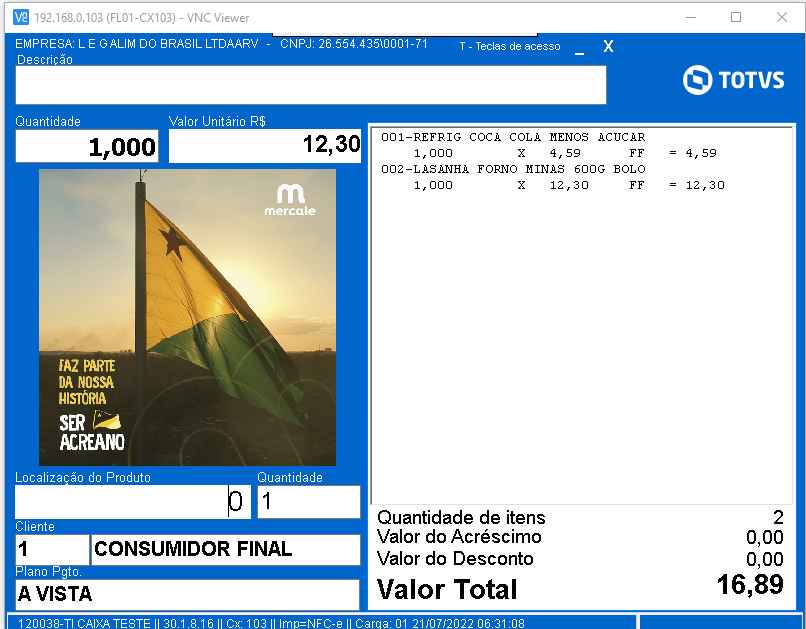 VS 192.168.0.103 (FL01-CX103) - VNC Viewer
EMPRESA: L E G ALIM DO BRASIL LTDAARV - CNPJ: 26.554.435\0001-71 T - Teclas de acesso _ X
Descrição
TOTVS
Quantidade Valor Unitário R$
1,000 12,30
001-REFRIG COCA COLA MENOS ACUCAR
1,000 X 4,59 FF = 4,59
002-LASANHA FORNO MINAS 600G BOLO
1,000 X 12,30 FF = 12,30
m
mercale
FAZ PARTE
DA NOSSA
HISTÓRIA
SER
ACREANO
Localização do Produto Quantidade
0 1
Cliente
1 CONSUMIDOR FINAL
Plano Pgto.
A VISTA
Quantidade de itens 2
Valor do Acréscimo 0,00
Valor do Desconto 0,00
Valor Total 16,89
120038-TI CAIXA TESTE || 30.1.8.16 || Cx: 103 || Imp=NFC-e || Carga: 01 21/07/2022 06:31:08